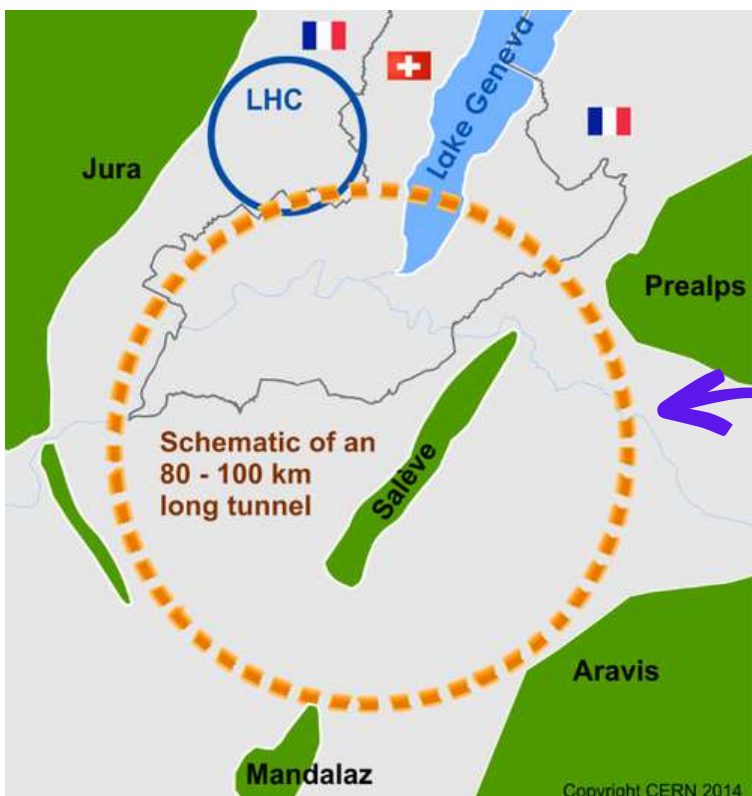 LHC
Lake Geneva
Jura
Prealps
Schematic of an
80 - 100 km
long tunnel
Salève
Aravis
Mandalaz
Copyright CERN 2014